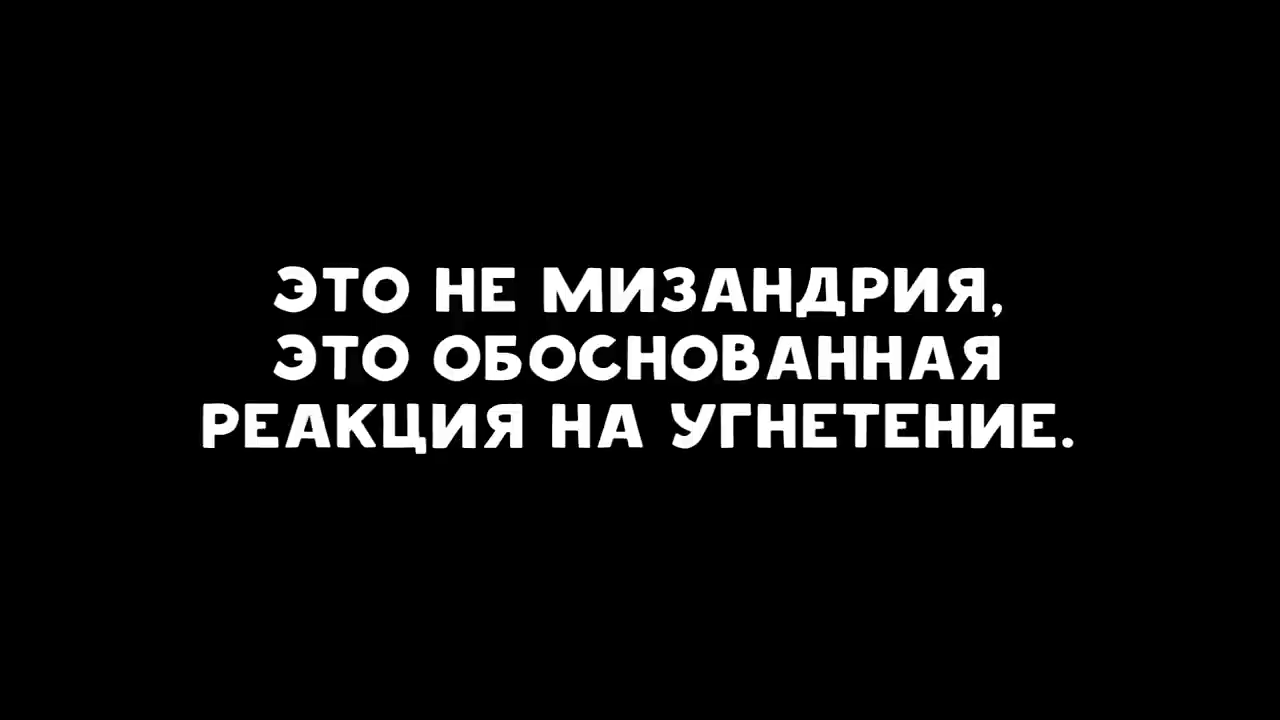 ЭТО НЕ МИЗАНДРИЯ,
ЭТО ОБОСНОВАННАЯ
РЕАКЦИЯ НА УГНЕТЕНИЕ.